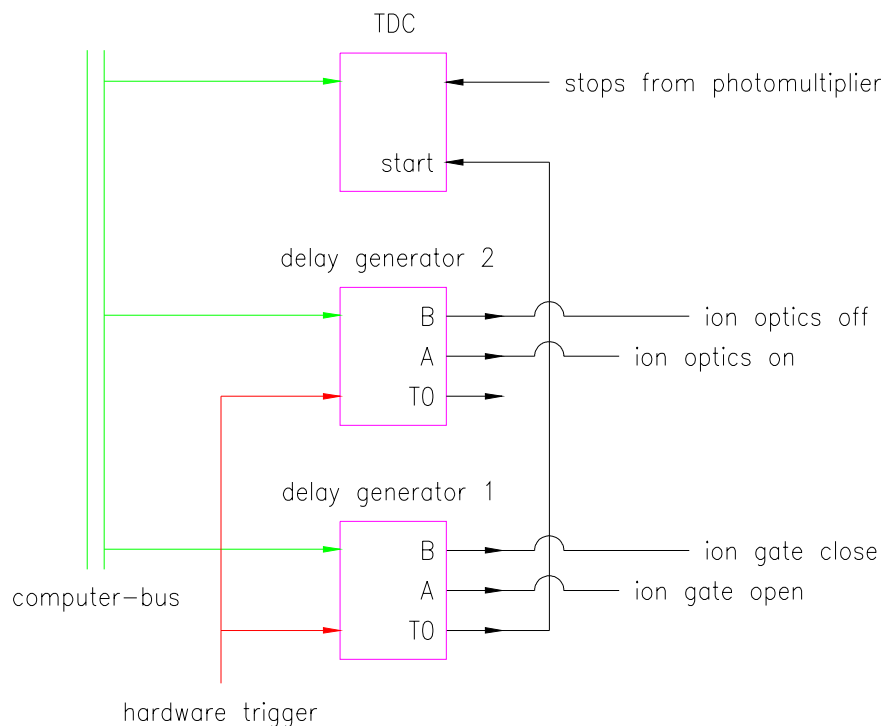 TDC
stops from photomultiplier
start
delay generator 2
B
ion optics off
A
ion optics on
T0
delay generator 1
B
ion gate close
A
ion gate open
computer-bus
T0
hardware trigger